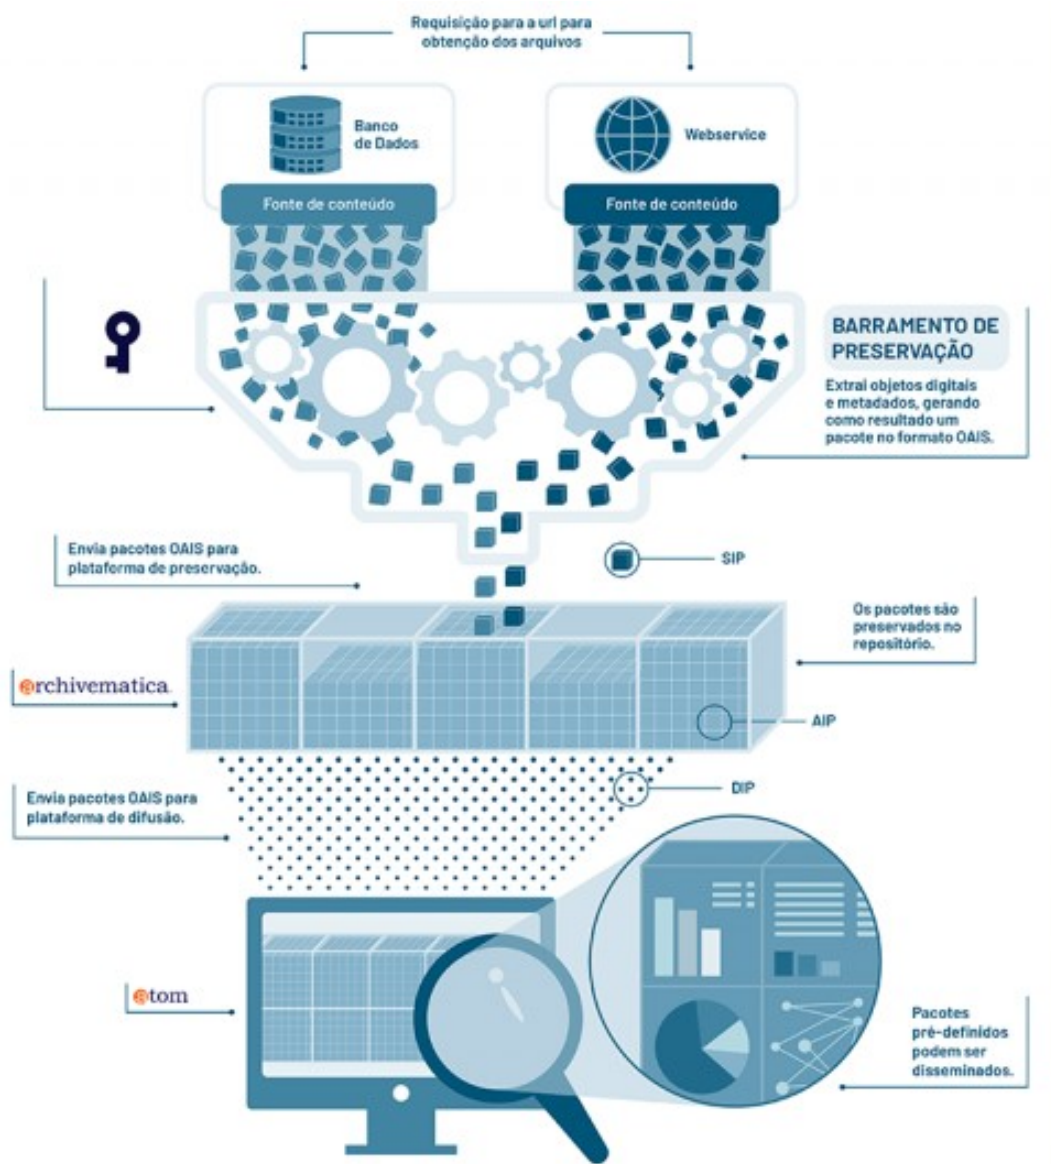 Requisição para a url para
obtenção dos arquivos
Banco
de Dados
Webservice
Fonte de conteúdo
Fonte de conteúdo
BARRAMENTO DE
PRESERVAÇÃO
Extrai objetos digitais
e metadados, gerando
como resultado um
pacote no formato OAIS.
Envia pacotes OAIS para
plataforma de preservação.
SIP
Os pacotes são
preservados no
repositório.
archivematica
AIP
DIP
Envia pacotes OAIS para
plataforma de difusão.
atom
Pacotes
pré-definidos
podem ser
disseminados.